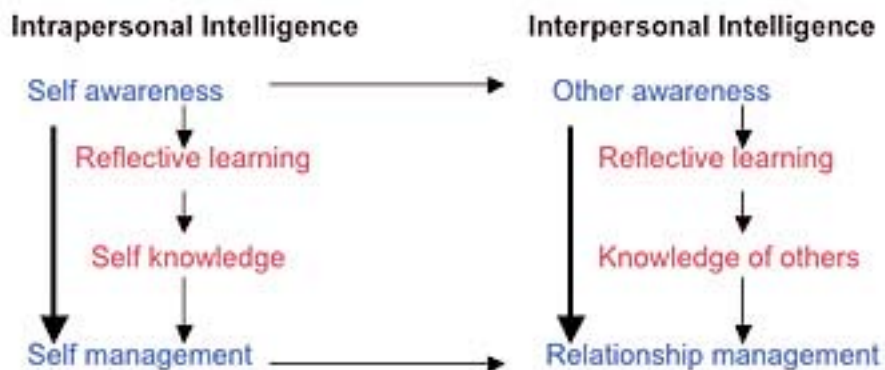 Intrapersonal Intelligence Interpersonal Intelligence
Self awareness Other awareness
Reflective learning Reflective learning
Self knowledge Knowledge of others
Self management Relationship management